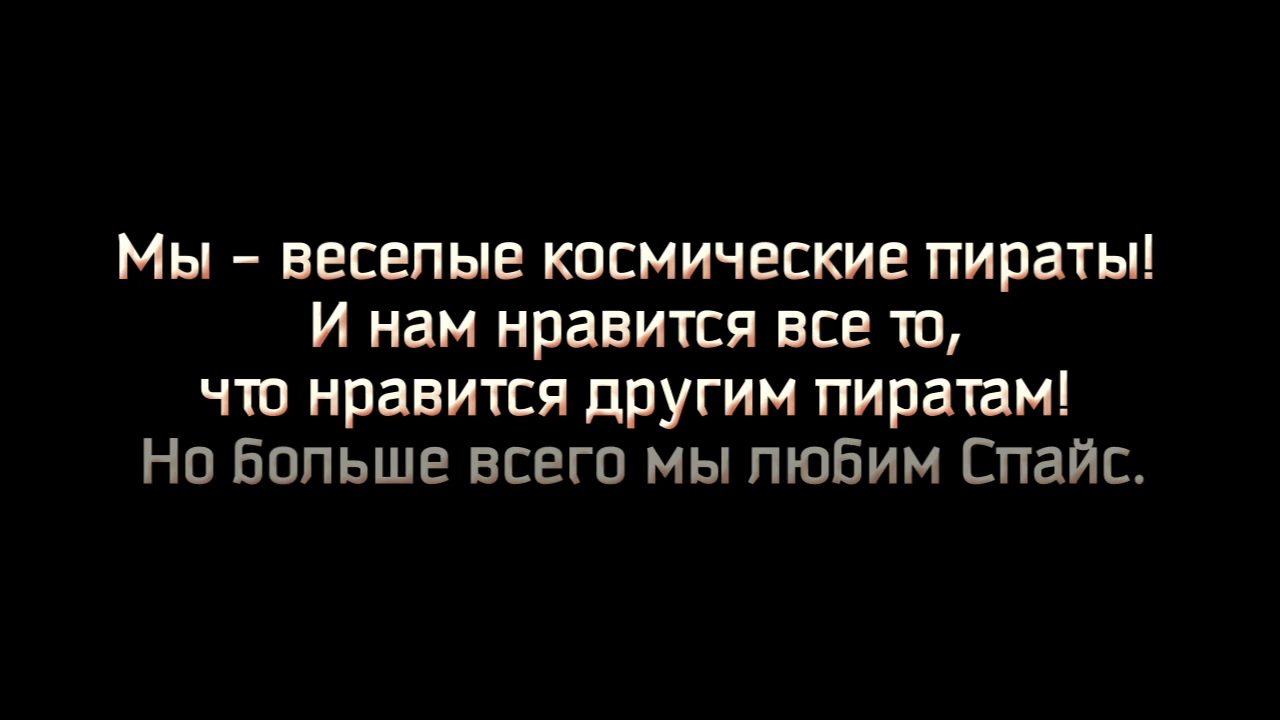 Мы - веселые космические пираты!
И нам нравится все то,
что нравится другим пиратам!
Но больше всего мы любим Спайс.